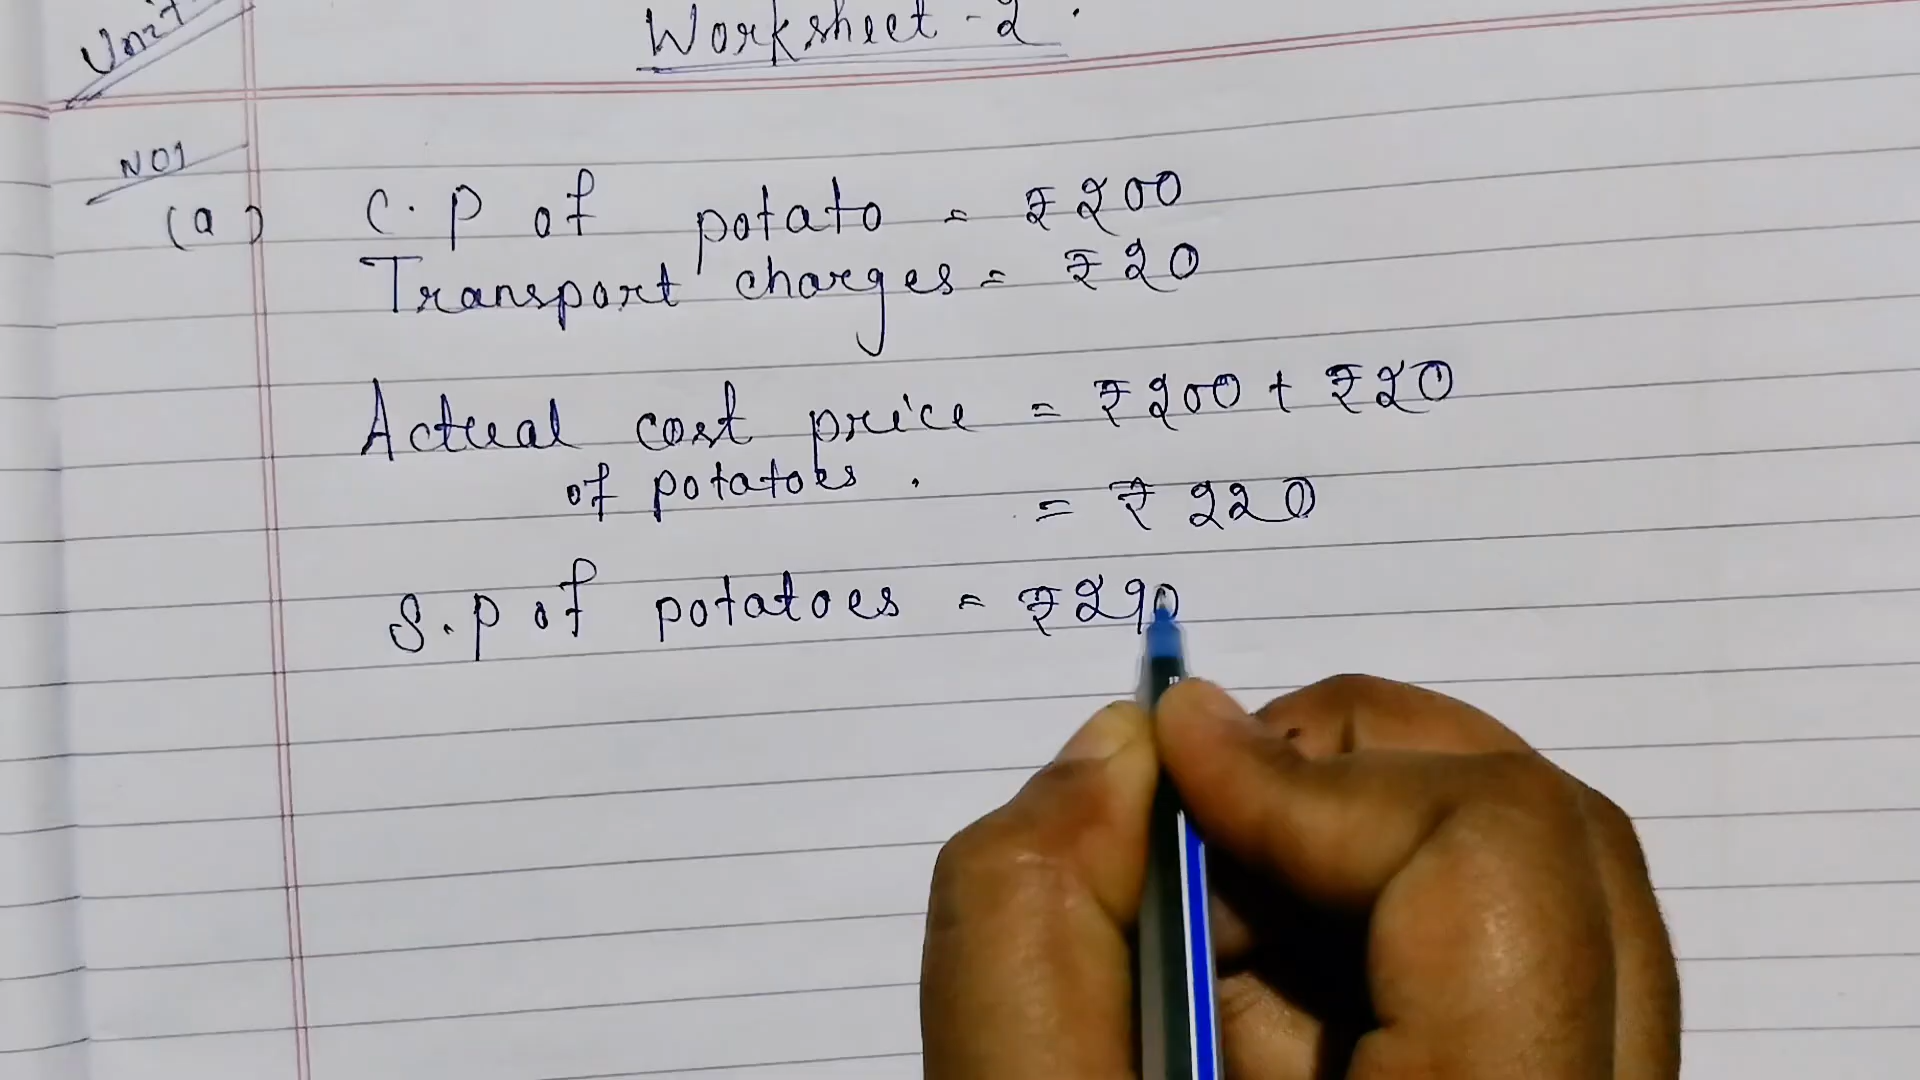 Unit
Worksheet - 2.
NO1
(a) C.P of potato = ₹200
Transport charges = ₹20
Actual cost price = ₹200 + ₹20
of potatoes. = ₹220
S.P of potatoes = ₹290